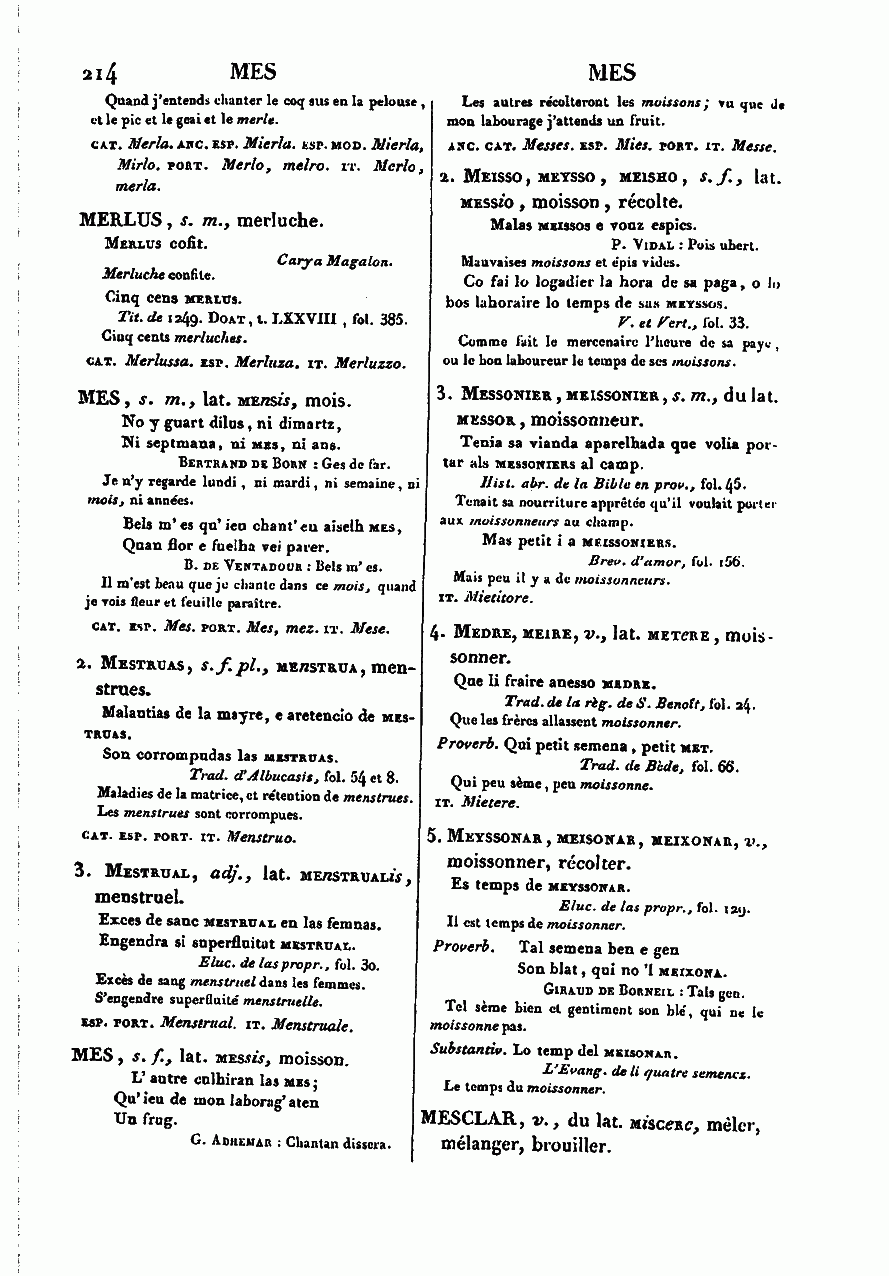 214 MES MES
Quand j'entends chanter le coq sus en la pelouse,
et le pic et le geai et le merle.
CAT. Merla. ANC. ESP. Mierla. ESP. MOD. Mierla,
Mirlo. PORT. Merlo, melro. IT. Merlo,
merla.
MERLUS, s. m., merluche.
MERLUS cofit.
Carya Magalon.
Merluche confite.
Cinq cens MERLUS.
Tit. de 1249. DOAT, t. LXXVIII, fol. 385.
Cinq cents merluches.
CAT. Merlussa. ESP. Merluza. IT. Merluzzo.
MES, s. m., lat. MENsis, mois.
No y guart dilus, ni dimartz,
Ni septmana, ni MES, ni ans.
BERTRAND DE BORN : Ges de far.
Je n'y regarde lundi, ni mardi, ni semaine, ni
mois, ni années.
Bels m'es qu'ieu chant'eu aiselh MES,
Quan flor e fuelha vei parer.
B. DE VENTADOUR : Bels m'es.
Il m'est beau que je chante dans ce mois, quand
je vois fleur et feuille paraître.
CAT. ESP. Mes. PORT. Mes, mez. IT. Mese.
2. MESTRUAS, s. f. pl., MENSTRUA, men-
strues.
Malautias de la mayre, e aretencio de MES-
TRUAS.
Son corrompudas las MESTRUAS.
Trad. d'Albucasis, fol. 54 et 8.
Maladies de la matrice, et rétention de menstrues.
Les menstrues sont corrompues.
CAT. ESP. PORT. IT. Menstruo.
3. MESTRUAL, adj., lat. MENSTRUALis,
menstruel.
Exces de sanc MESTRUAL en las femnas.
Engendra si superfluitat MESTRUAL.
Eluc. de las propr., fol. 30.
Excès de sang menstruel dans les femmes.
S'engendre superfluité menstruelle.
ESP. PORT. Menstrual. IT. Menstruale.
MES, s. f., lat. MESsis, moisson.
L'autre culhiran las MES;
Qu'ieu de mon laborag'aten
Un frug.
G. ADHEMAR : Chantan dissera.
Les autres récolteront les moissons; vu que de
mon labourage j'attends un fruit.
ANC. CAT. Messes. ESP. Mies. PORT. IT. Messe.
2. MEISSO, MEYSSO, MEISHO, s. f., lat.
MESSIo, moisson, récolte.
Malas MEISSOS e vonz espics.
P. VIDAL : Pois ubert.
Mauvaises moissons et épis vides.
Co fai lo logadier la hora de sa paga, o lo
bos laboraire lo temps de sas MEYSSOS.
V. et Vert., fol. 33.
Comme fait le mercenaire l'heure de sa paye,
ou le bon laboureur le temps de ses moissons.
3. MESSONIER, MEISSONIER, s. m., du lat.
MESSOR, moissonneur.
Tenia sa vianda aparelhada que volia por-
tar als MESSONIERS al camp.
Hist. abr. de la Bible en prov., fol. 45.
Tenait sa nourriture apprêtée qu'il voulait porter
aux moissonneurs au champ.
Mas petit i a MEISSONIERS.
Brev. d'amor, fol. 156.
Mais peu il y a de moissonneurs.
IT. Mietitore.
4. MEDRE, MEIRE, v., lat. METeRE, mois-
sonner.
Que li fraire anesso MEDRE.
Trad. de la règ. de S. Benoît, fol. 24.
Que les frères allassent moissonner.
Proverb. Qui petit semena, petit MET.
Trad. de Bède, fol. 66.
Qui peu sème, peu moissonne.
IT. Mietere.
5. MEYSSONAR, MEISONAR, MEIXONAR, v.,
moissonner, récolter.
Es temps de MEYSSONAR.
Eluc. de las propr., fol. 129.
Il est temps de moissonner.
Proverb. Tal semena ben e gen
Son blat, qui no 'l MEIXONA.
GIRAUD DE BORNEIL : Tals gen.
Tel sème bien et gentiment son blé, qui ne le
moissonne pas.
Substantiv. Lo temp del MEISONAR.
L'Evang. de li quatre semencz.
Le temps du moissonner.
MESCLAR, v., du lat. MisceRe, mêler,
mélanger, brouiller.